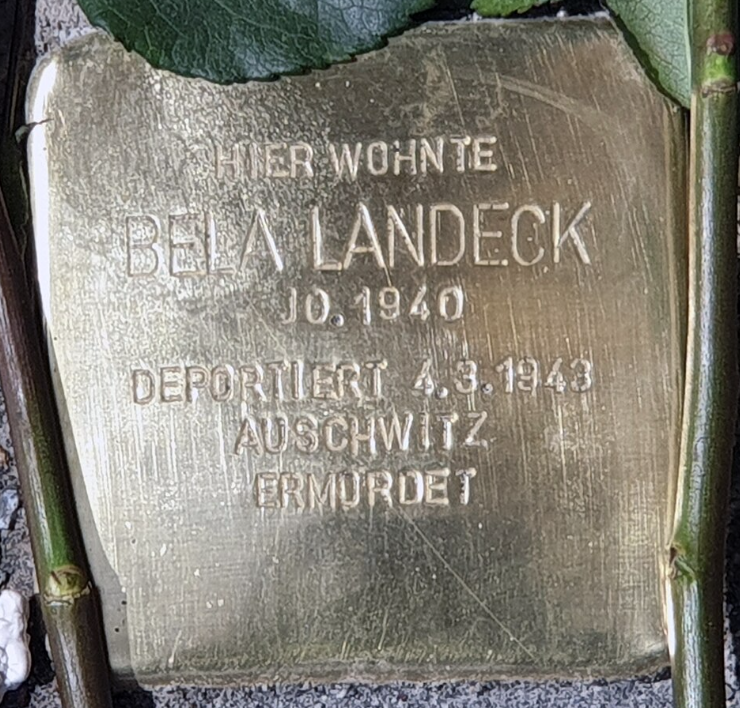 HIER WOHNTE
BELA LANDECK
JG. 1940
DEPORTIERT 4.3.1943
AUSCHWITZ
ERMORDET